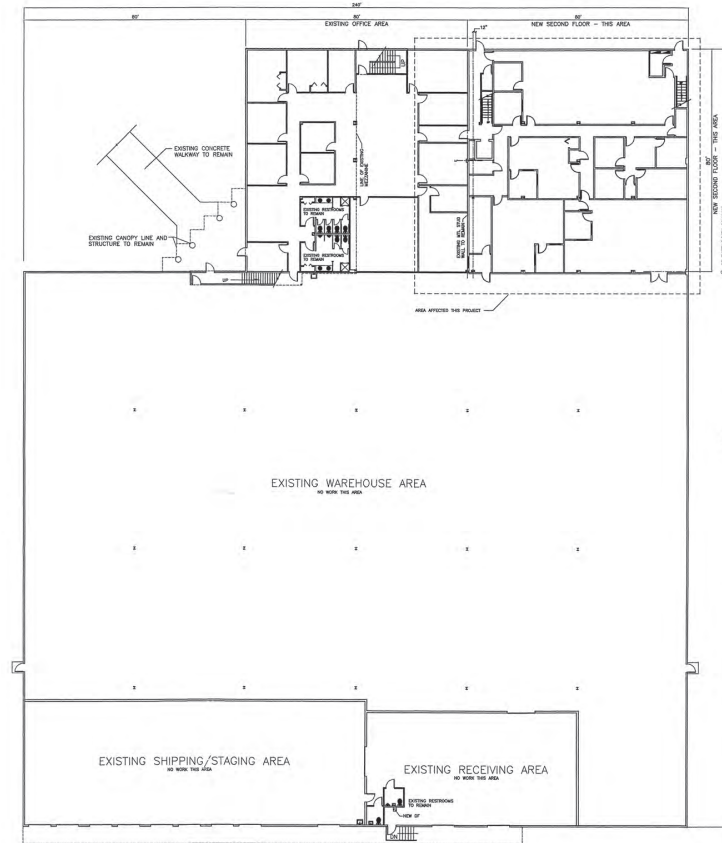 240'
80'
80'
80'
EXISTING OFFICE AREA
NEW SECOND FLOOR - THIS AREA
12"
UP
EXISTING CONCRETE
WALKWAY TO REMAIN
LINE OF EXISTING
MEZZANINE
80'
NEW SECOND FLOOR - THIS AREA
EXISTING RESTROOMS
TO REMAIN
EXISTING MTL STUD
WALL TO REMAIN
EXISTING CANOPY LINE AND
STRUCTURE TO REMAIN
EXISTING RESTROOMS
TO REMAIN
UP
AREA AFFECTED THIS PROJECT
EXISTING WAREHOUSE AREA
NO WORK THIS AREA
EXISTING SHIPPING/STAGING AREA
NO WORK THIS AREA
EXISTING RECEIVING AREA
NO WORK THIS AREA
EXISTING RESTROOMS
TO REMAIN
NEW DF
DN